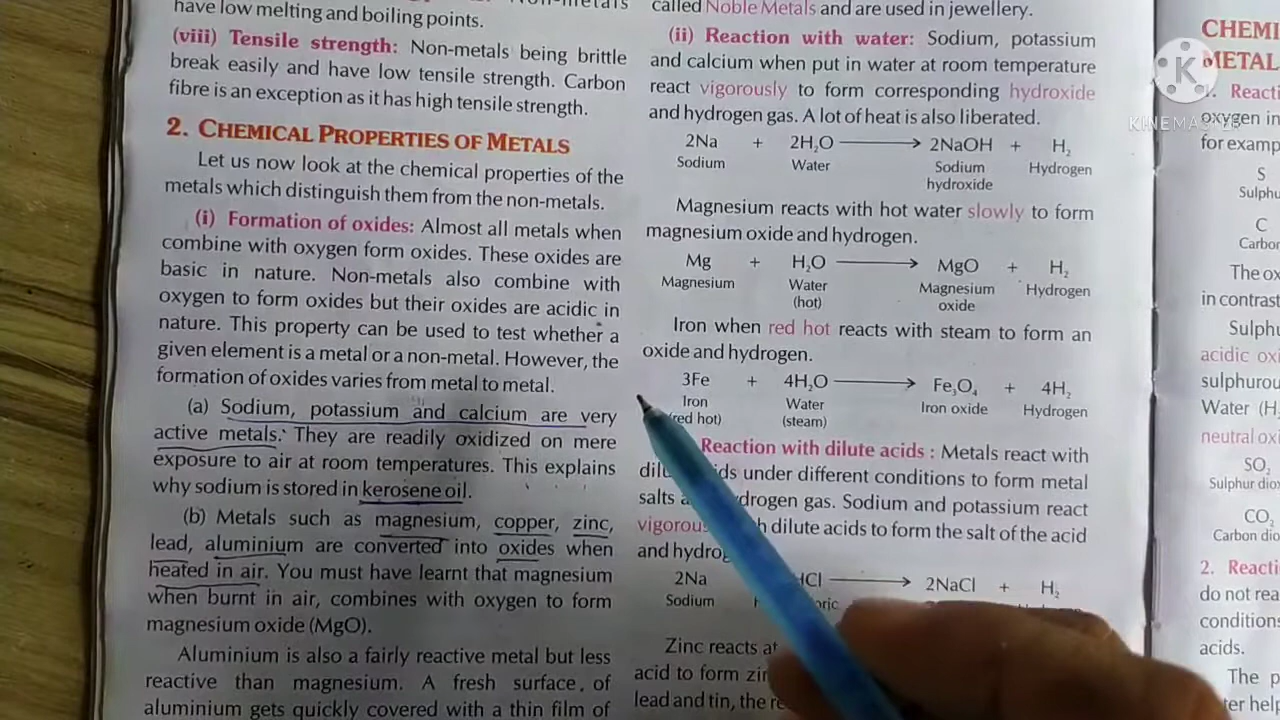 have low melting and boiling points.
(viii) Tensile strength: Non-metals being brittle
break easily and have low tensile strength. Carbon
fibre is an exception as it has high tensile strength.
2. CHEMICAL PROPERTIES OF METALS
Let us now look at the chemical properties of the
metals which distinguish them from the non-metals.
(i) Formation of oxides: Almost all metals when
combine with oxygen form oxides. These oxides are
basic in nature. Non-metals also combine with
oxygen to form oxides but their oxides are acidic in
nature. This property can be used to test whether a
given element is a metal or a non-metal. However, the
formation of oxides varies from metal to metal.
(a) Sodium, potassium and calcium are very
active metals. They are readily oxidized on mere
exposure to air at room temperatures. This explains
why sodium is stored in kerosene oil.
(b) Metals such as magnesium, copper, zinc,
lead, aluminium are converted into oxides when
heated in air. You must have learnt that magnesium
when burnt in air, combines with oxygen to form
magnesium oxide (MgO).
Aluminium is also a fairly reactive metal but less
reactive than magnesium. A fresh surface of
aluminium gets quickly covered with a thin film of
called Noble Metals and are used in jewellery.
(ii) Reaction with water: Sodium, potassium
and calcium when put in water at room temperature
react vigorously to form corresponding hydroxide
and hydrogen gas. A lot of heat is also liberated.
2Na + 2H₂O ⟶ 2NaOH + H₂
Sodium Water Sodium Hydrogen
hydroxide
Magnesium reacts with hot water slowly to form
magnesium oxide and hydrogen.
Mg + H₂O ⟶ MgO + H₂
Magnesium Water Magnesium Hydrogen
(hot) oxide
Iron when red hot reacts with steam to form an
oxide and hydrogen.
3Fe + 4H₂O ⟶ Fe₃O₄ + 4H₂
Iron Water Iron oxide Hydrogen
(red hot) (steam)
Reaction with dilute acids : Metals react with
under different conditions to form metal
salts gas. Sodium and potassium react
dilute acids to form the salt of the acid
and
2Na ⟶ 2NaCl + H₂
Sodium
Zinc reacts
acid to form
lead and tin, the
CHEMI
METAL
oxygen in
for examp
S
Sulphu
C
Carbon
The ox
in contrast
Sulphu
acidic oxi
sulphurou
Water (H
neutral oxi
SO₂
Sulphur diox
CO₂
Carbon dio
2. Reacti
do not rea
conditions
acids.
The p
KINEMASTER
K